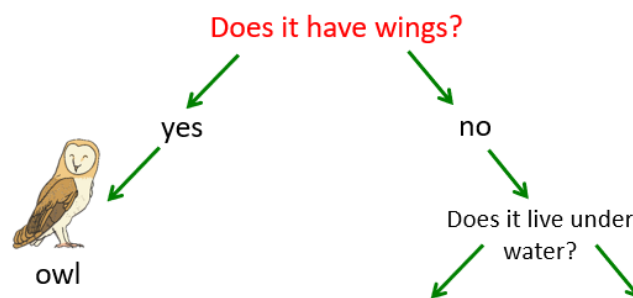 Does it have wings?
yes
no
Does it live under
water?
owl